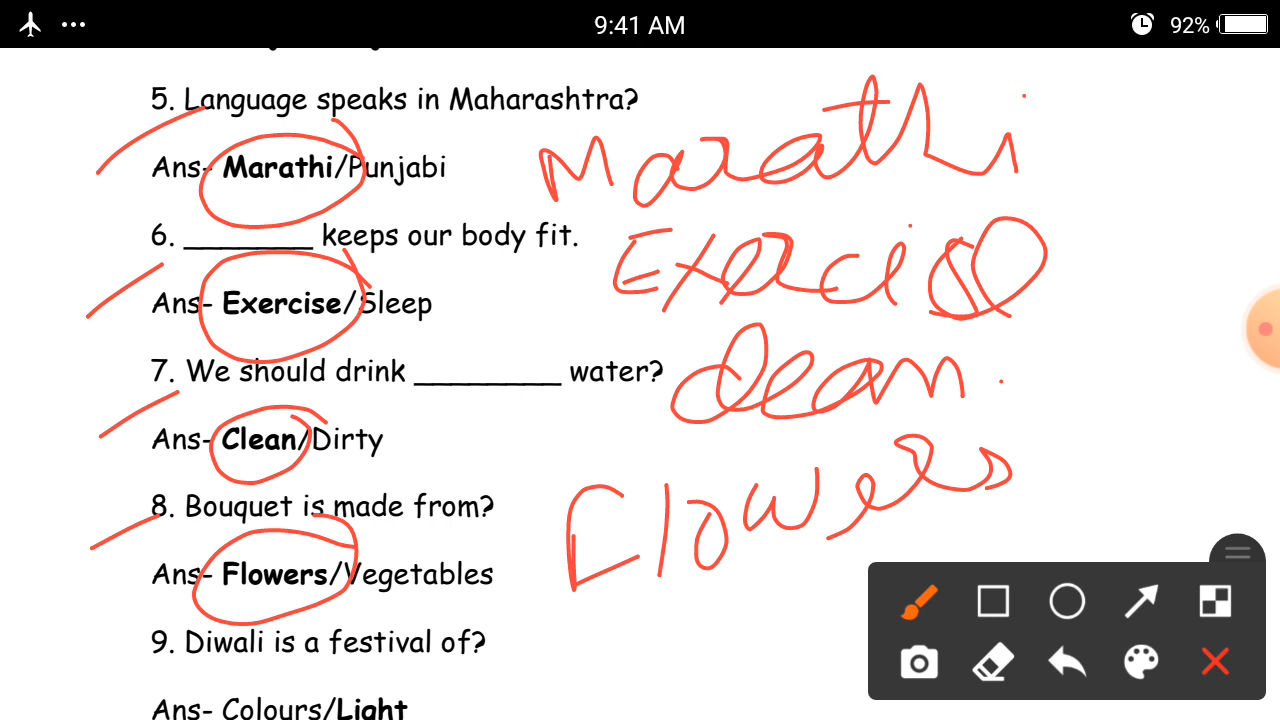 9:41 AM 92%
5. Language speaks in Maharashtra?
Ans- Marathi/Punjabi Marathi
6. _______ keeps our body fit.
Ans- Exercise/Sleep Exercise
7. We should drink ________ water?
Ans- Clean/Dirty clean
8. Bouquet is made from?
Ans- Flowers/Vegetables Flowers
9. Diwali is a festival of?
Ans- Colours/Light